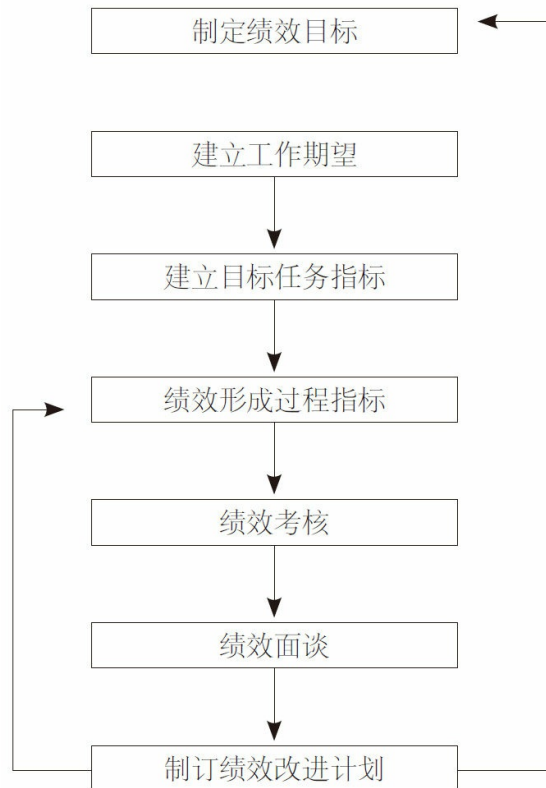 制定绩效目标
建立工作期望
建立目标任务指标
绩效形成过程指标
绩效考核
绩效面谈
制订绩效改进计划